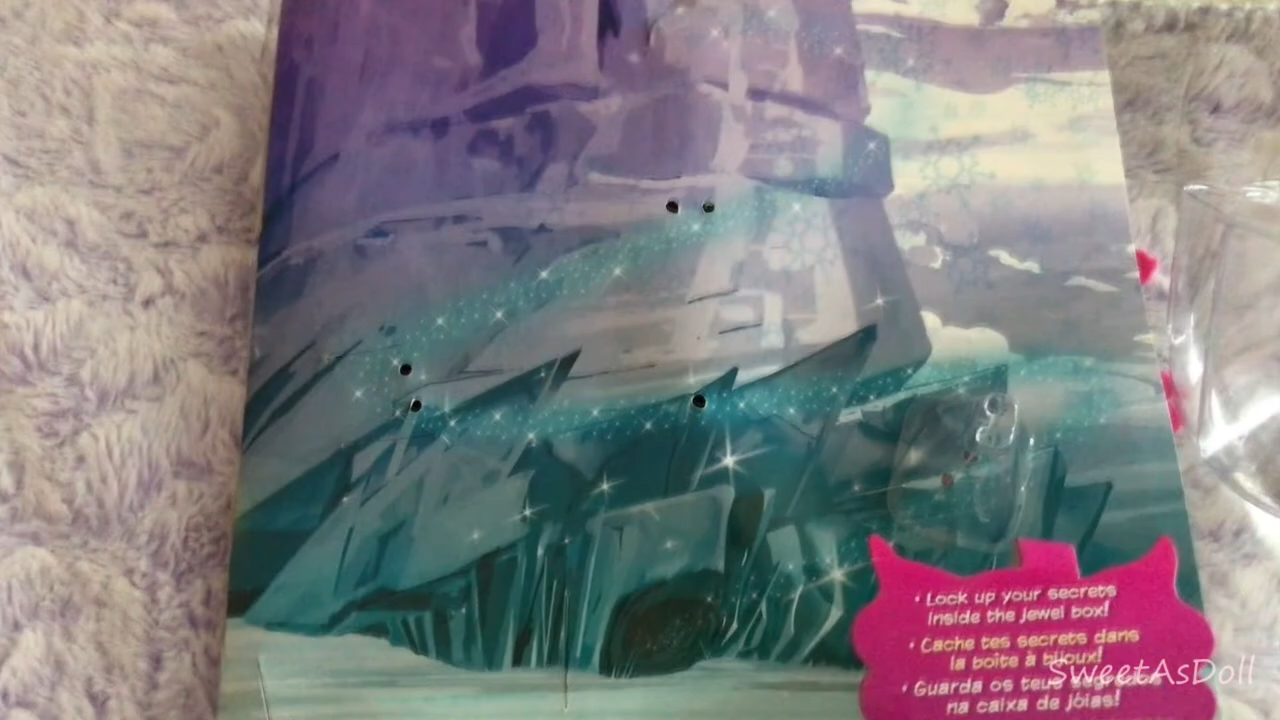 • Lock up your secrets
inside the jewel box!
• Cache tes secrets dans
la boîte à bijoux!
• Guarda os teus segredos
na caixa de jóias!
SweetAsDoll